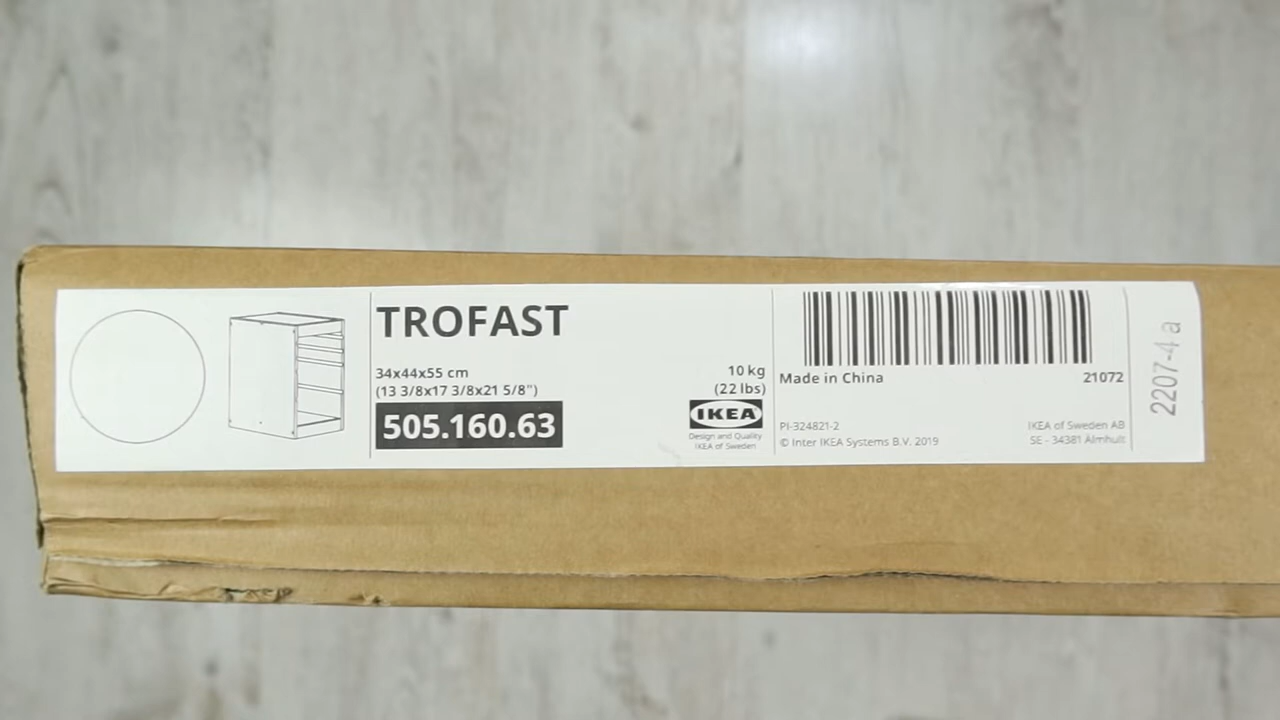 TROFAST
34x44x55 cm
(13 3/8x17 3/8x21 5/8")
505.160.63
10 kg
(22 lbs)
IKEA
Design and Quality
IKEA of Sweden
Made in China
21072
PI-324821-2
© Inter IKEA Systems B.V. 2019
IKEA of Sweden AB
SE - 34381 Älmhult
2207-4 a